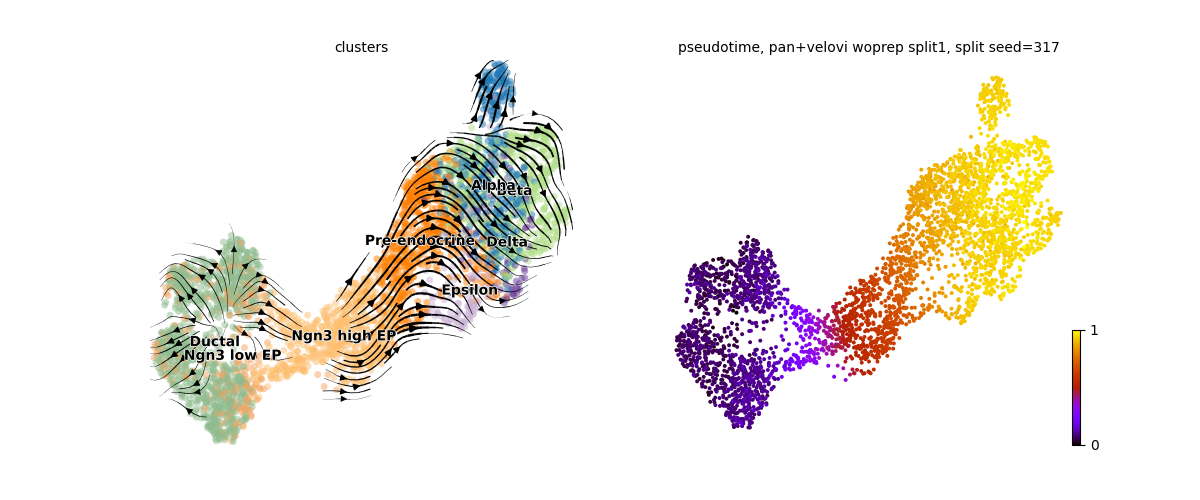 clusters
pseudotime, pan+velovi woprep split1, split seed=317
Alpha
Beta
Pre-endocrine
Delta
Epsilon
Ngn3 high EP
Ductal
Ngn3 low EP
1
0